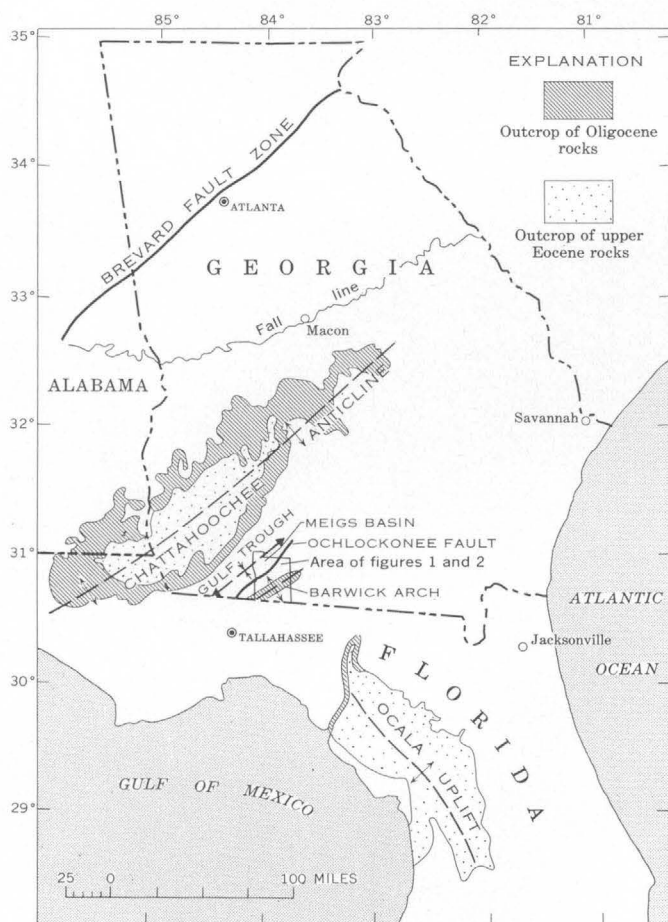 85°
84°
83°
82°
81°
35°
34°
33°
32°
31°
30°
29°
EXPLANATION
Outcrop of Oligocene
rocks
Outcrop of upper
Eocene rocks
BREVARD FAULT ZONE
ATLANTA
GEORGIA
Fall line
Macon
ALABAMA
Savannah
CHATTAHOOCHEE ANTICLINE
GULF TROUGH
MEIGS BASIN
OCHLOCKONEE FAULT
Area of figures 1 and 2
BARWICK ARCH
TALLAHASSEE
ATLANTIC
OCEAN
Jacksonville
FLORIDA
OCALA UPLIFT
GULF OF MEXICO
25 0 100 MILES